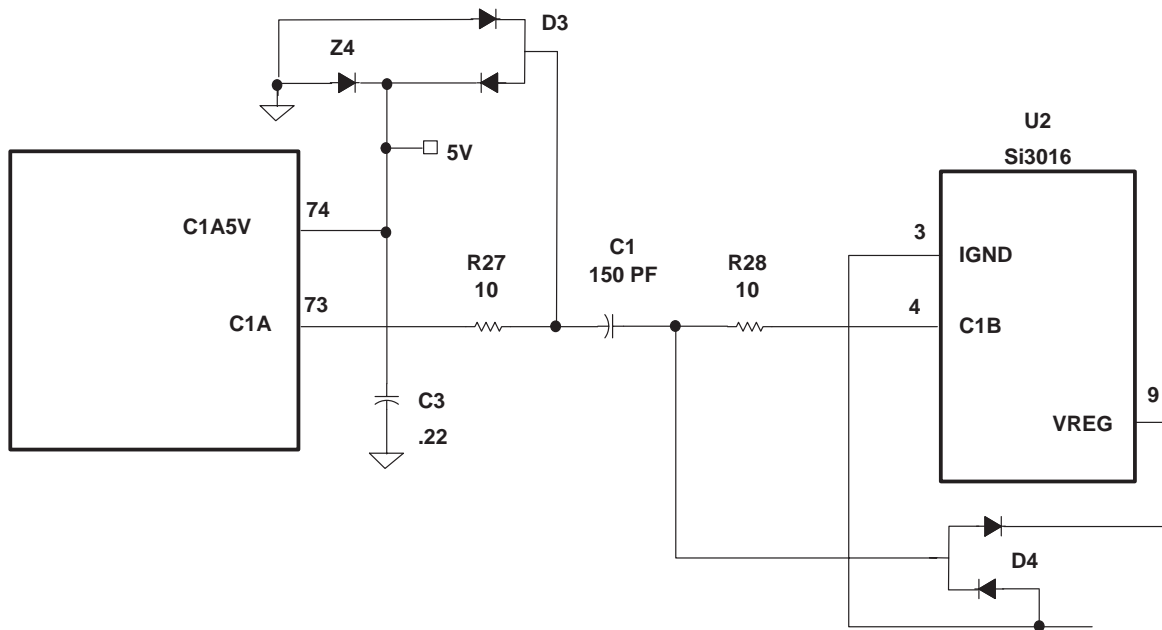 D3
Z4
5V
U2
Si3016
C1A5V
74
C1A
73
R27
10
C1
150 PF
R28
10
3
IGND
4
C1B
9
VREG
C3
.22
D4